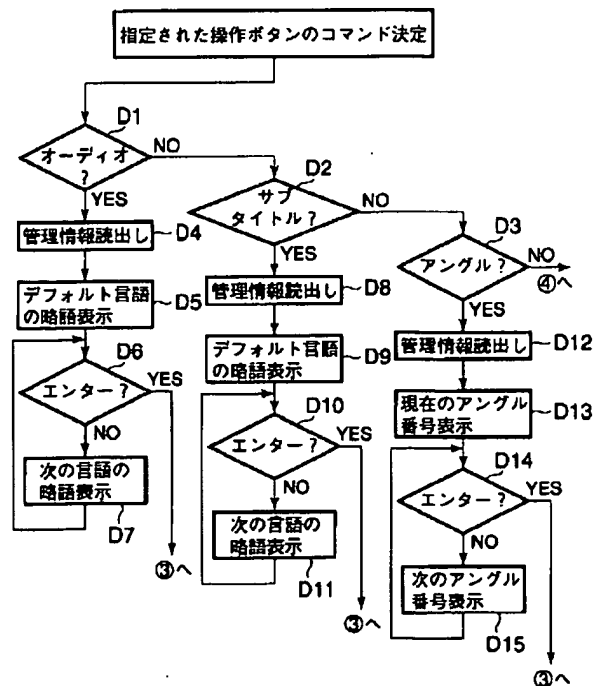 指定された操作ボタンのコマンド決定
D1
オーディオ
?
NO
YES
管理情報読出し
D4
デフォルト言語
の略語表示
D5
D6
エンター?
YES
NO
次の言語の
略語表示
D7
③へ
D2
サブ
タイトル?
NO
YES
管理情報読出し
D8
デフォルト言語
の略語表示
D9
D10
エンター?
YES
NO
次の言語の
略語表示
D11
③へ
D3
アングル?
NO
④へ
YES
管理情報読出し
D12
現在のアングル
番号表示
D13
D14
エンター?
YES
NO
次のアングル
番号表示
D15
③へ